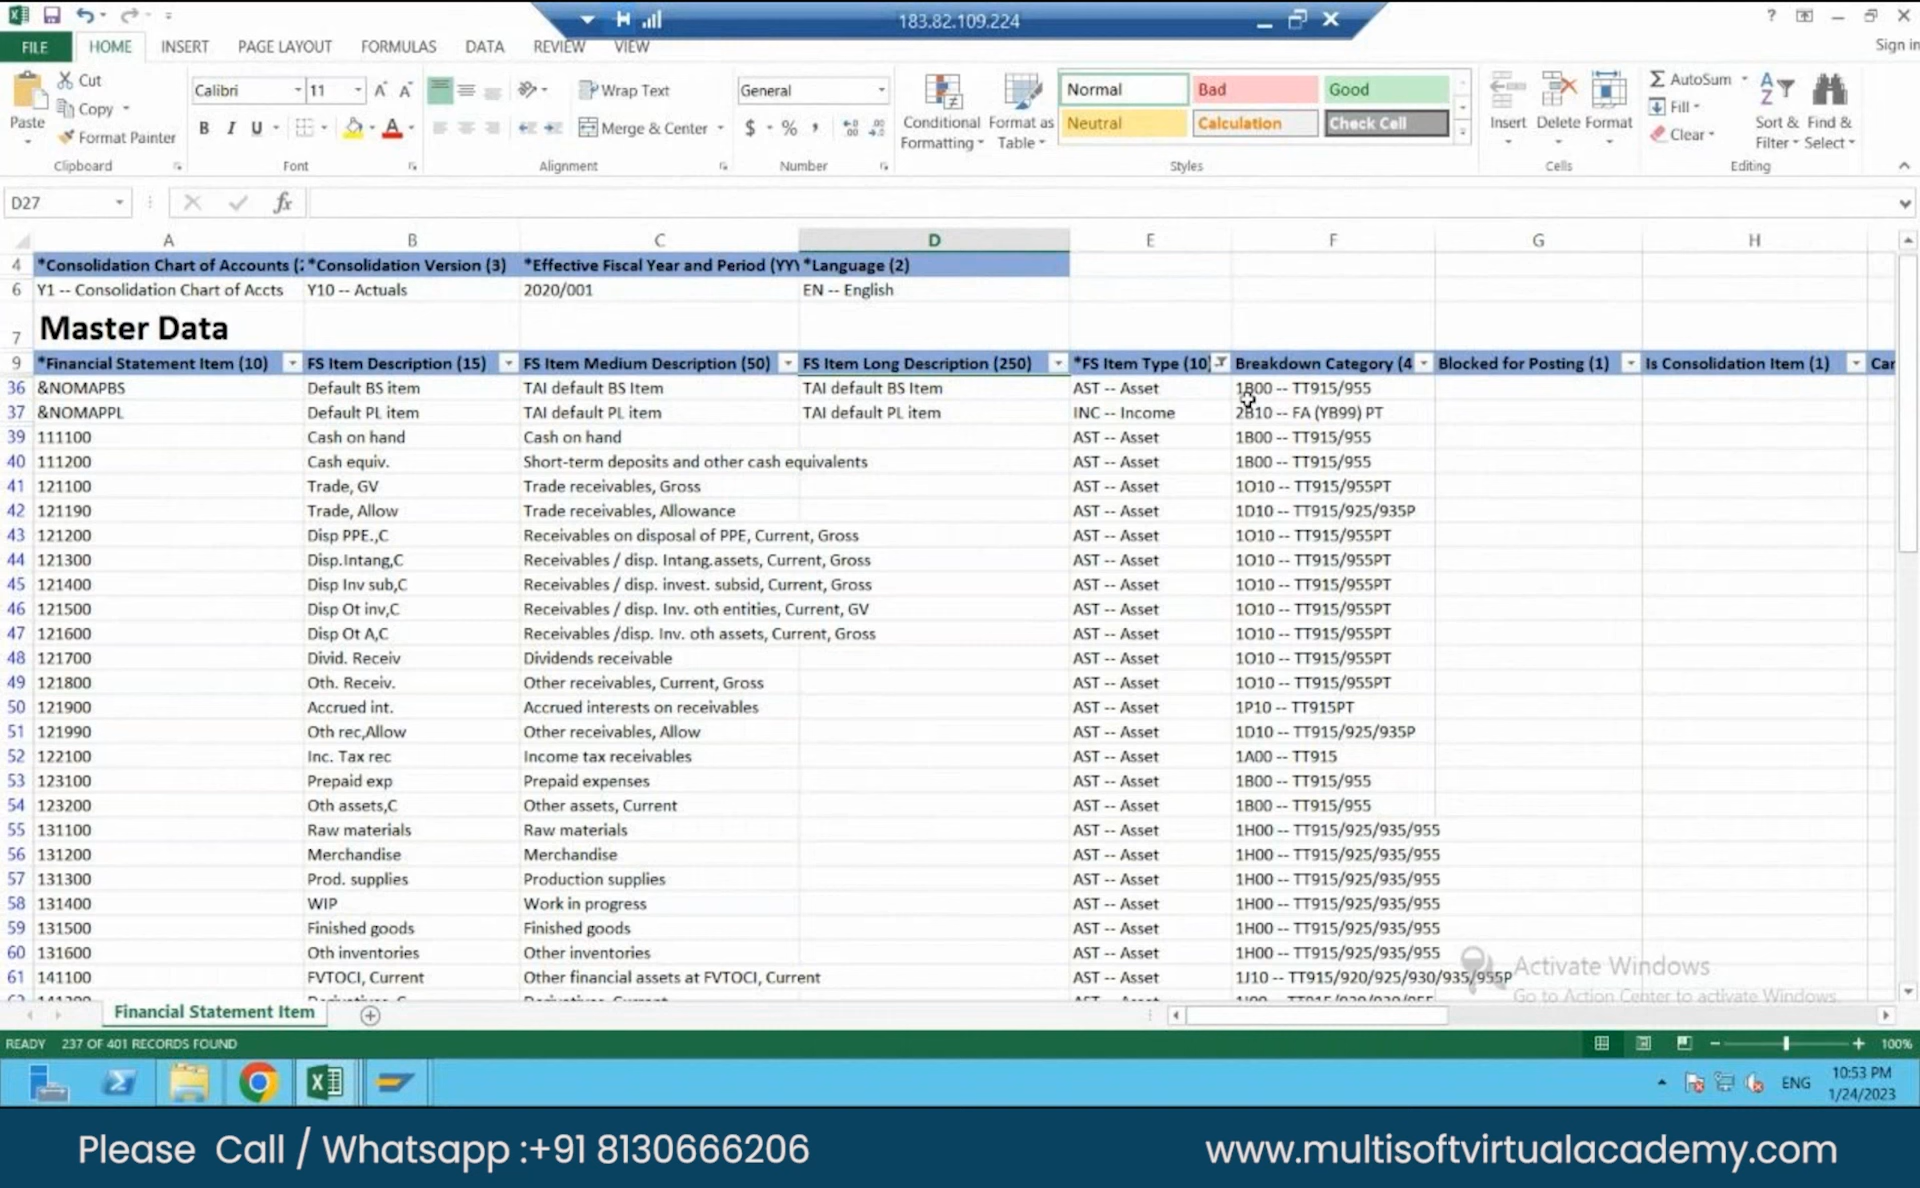 183.82.109.224
Sign in
FILE HOME INSERT PAGE LAYOUT FORMULAS DATA REVIEW VIEW
Cut
Copy
Format Painter
Paste
Calibri 11
B I U
Wrap Text
Merge & Center
General
$ % ,
Conditional Formatting
Format as Table
Normal Bad Good
Neutral Calculation Check Cell
Insert Delete Format
AutoSum
Fill
Clear
Sort & Filter
Find & Select
Clipboard Font Alignment Number Styles Cells Editing
D27 fx
A B C D E F G H
4 *Consolidation Chart of Accounts ( *Consolidation Version (3) *Effective Fiscal Year and Period (YY *Language (2)
6 Y1 -- Consolidation Chart of Accts Y10 -- Actuals 2020/001 EN -- English
7 Master Data
9 *Financial Statement Item (10) FS Item Description (15) FS Item Medium Description (50) FS Item Long Description (250) *FS Item Type (10) Breakdown Category (4 Blocked for Posting (1) Is Consolidation Item (1) Car
36 &NOMAPBS Default BS item TAI default BS Item TAI default BS Item AST -- Asset 1B00 -- TT915/955
37 &NOMAPPL Default PL item TAI default PL item TAI default PL item INC -- Income 2B10 -- FA (YB99) PT
39 111100 Cash on hand Cash on hand AST -- Asset 1B00 -- TT915/955
40 111200 Cash equiv. Short-term deposits and other cash equivalents AST -- Asset 1B00 -- TT915/955
41 121100 Trade, GV Trade receivables, Gross AST -- Asset 1O10 -- TT915/955PT
42 121190 Trade, Allow Trade receivables, Allowance AST -- Asset 1D10 -- TT915/925/935P
43 121200 Disp PPE.,C Receivables on disposal of PPE, Current, Gross AST -- Asset 1O10 -- TT915/955PT
44 121300 Disp.Intang,C Receivables / disp. Intang.assets, Current, Gross AST -- Asset 1O10 -- TT915/955PT
45 121400 Disp Inv sub,C Receivables / disp. invest. subsid, Current, Gross AST -- Asset 1O10 -- TT915/955PT
46 121500 Disp Ot inv,C Receivables / disp. Inv. oth entities, Current, GV AST -- Asset 1O10 -- TT915/955PT
47 121600 Disp Ot A,C Receivables /disp. Inv. oth assets, Current, Gross AST -- Asset 1O10 -- TT915/955PT
48 121700 Divid. Receiv Dividends receivable AST -- Asset 1O10 -- TT915/955PT
49 121800 Oth. Receiv. Other receivables, Current, Gross AST -- Asset 1O10 -- TT915/955PT
50 121900 Accrued int. Accrued interests on receivables AST -- Asset 1P10 -- TT915PT
51 121990 Oth rec,Allow Other receivables, Allow AST -- Asset 1D10 -- TT915/925/935P
52 122100 Inc. Tax rec Income tax receivables AST -- Asset 1A00 -- TT915
53 123100 Prepaid exp Prepaid expenses AST -- Asset 1B00 -- TT915/955
54 123200 Oth assets,C Other assets, Current AST -- Asset 1B00 -- TT915/955
55 131100 Raw materials Raw materials AST -- Asset 1H00 -- TT915/925/935/955
56 131200 Merchandise Merchandise AST -- Asset 1H00 -- TT915/925/935/955
57 131300 Prod. supplies Production supplies AST -- Asset 1H00 -- TT915/925/935/955
58 131400 WIP Work in progress AST -- Asset 1H00 -- TT915/925/935/955
59 131500 Finished goods Finished goods AST -- Asset 1H00 -- TT915/925/935/955
60 131600 Oth inventories Other inventories AST -- Asset 1H00 -- TT915/925/935/955
61 141100 FVTOCI, Current Other financial assets at FVTOCI, Current AST -- Asset 1J10 -- TT915/920/925/930/935/955P
Activate Windows
Go to Action Center to activate Windows.
Financial Statement Item
READY 237 OF 401 RECORDS FOUND 100%
ENG 10:53 PM
1/24/2023
Please Call / Whatsapp :+91 8130666206 www.multisoftvirtualacademy.com